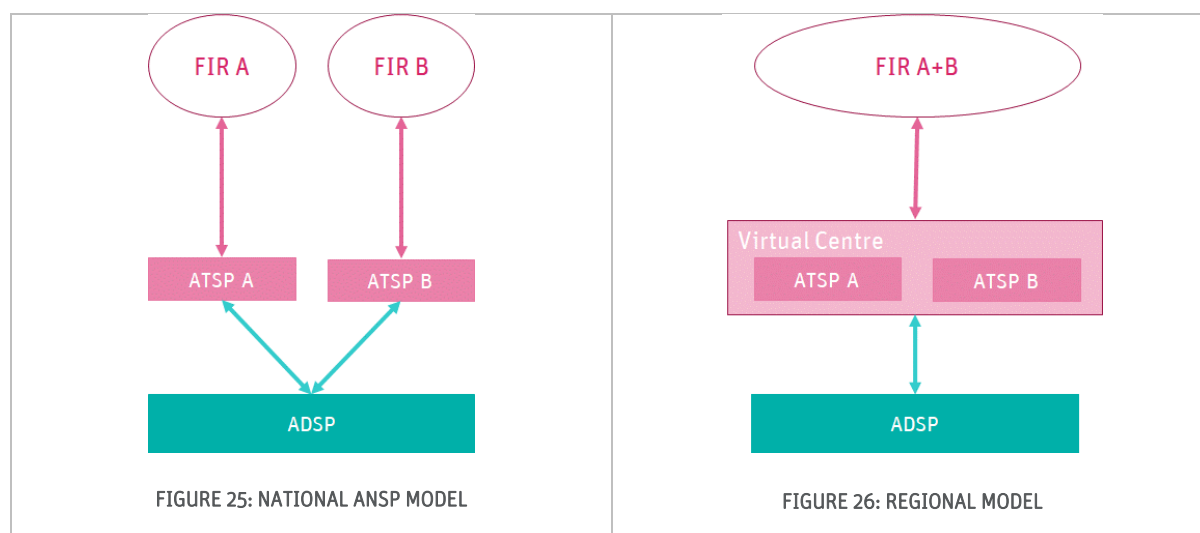 FIR A
FIR B
ATSP A
ATSP B
ADSP
FIGURE 25: NATIONAL ANSP MODEL
FIR A+B
Virtual Centre
ATSP A
ATSP B
ADSP
FIGURE 26: REGIONAL MODEL